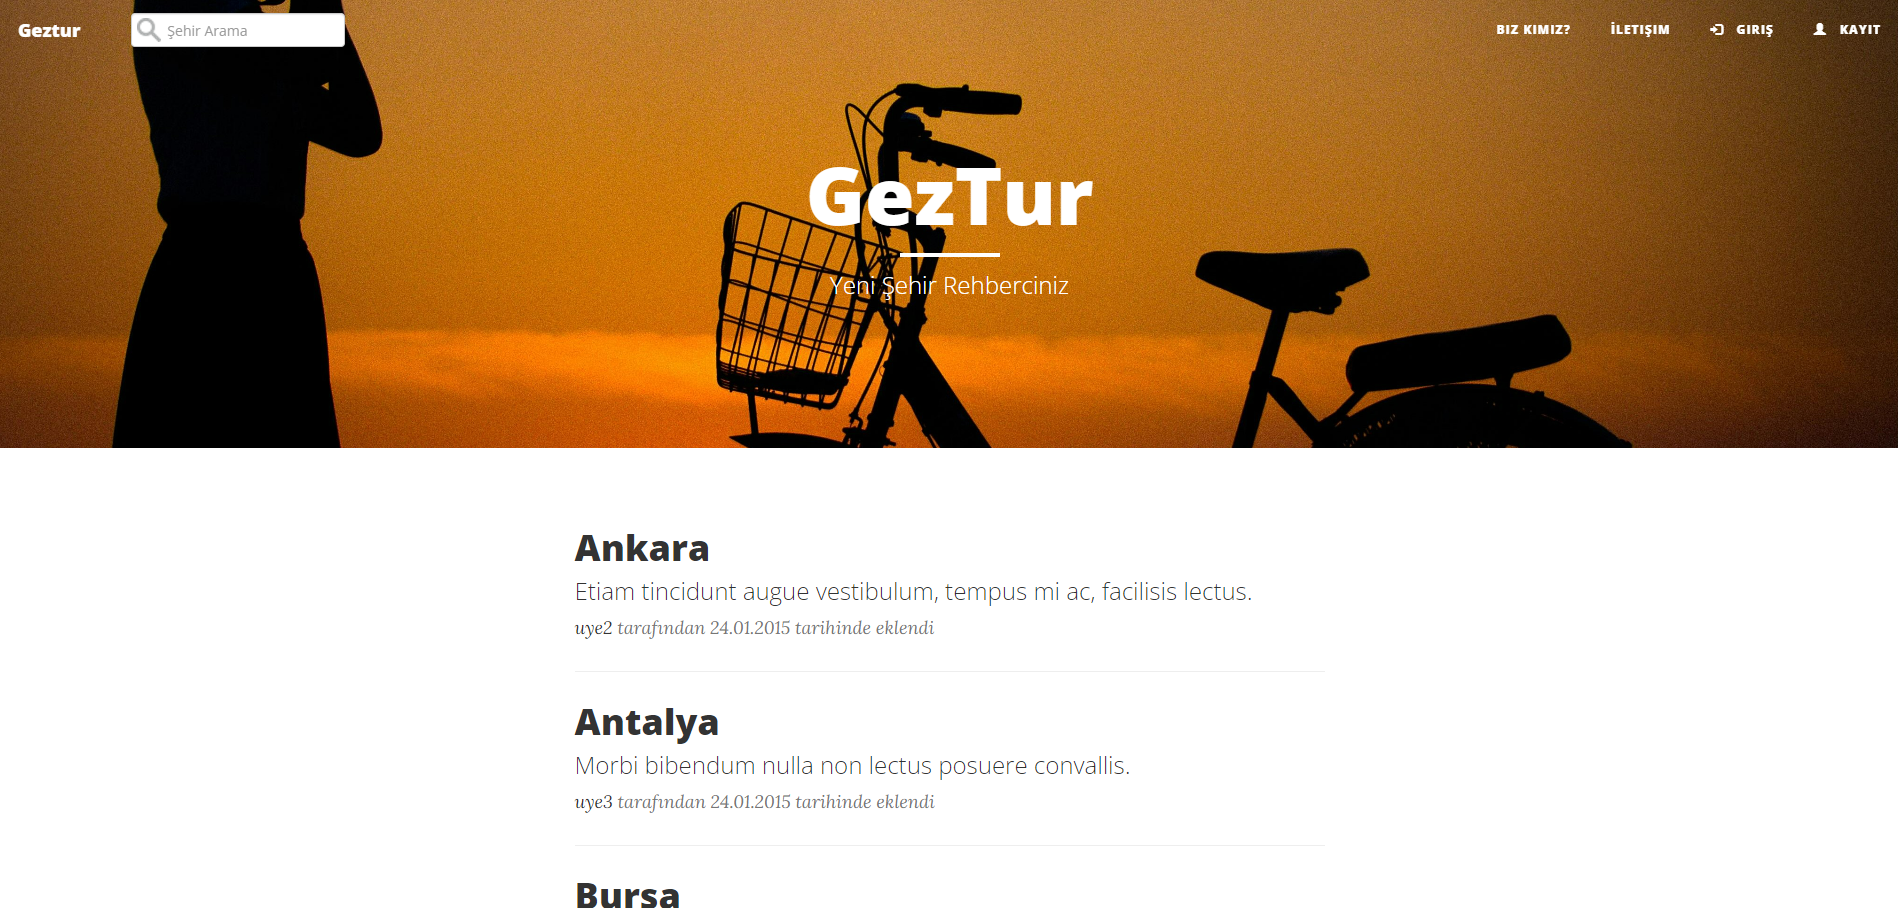 Geztur
Şehir Arama
BIZ KIMIZ?
İLETIŞIM
GIRIŞ
KAYIT
GezTur
Yeni Şehir Rehberciniz
Ankara
Etiam tincidunt augue vestibulum, tempus mi ac, facilisis lectus.
uye2 tarafından 24.01.2015 tarihinde eklendi
Antalya
Morbi bibendum nulla non lectus posuere convallis.
uye3 tarafından 24.01.2015 tarihinde eklendi
Bursa